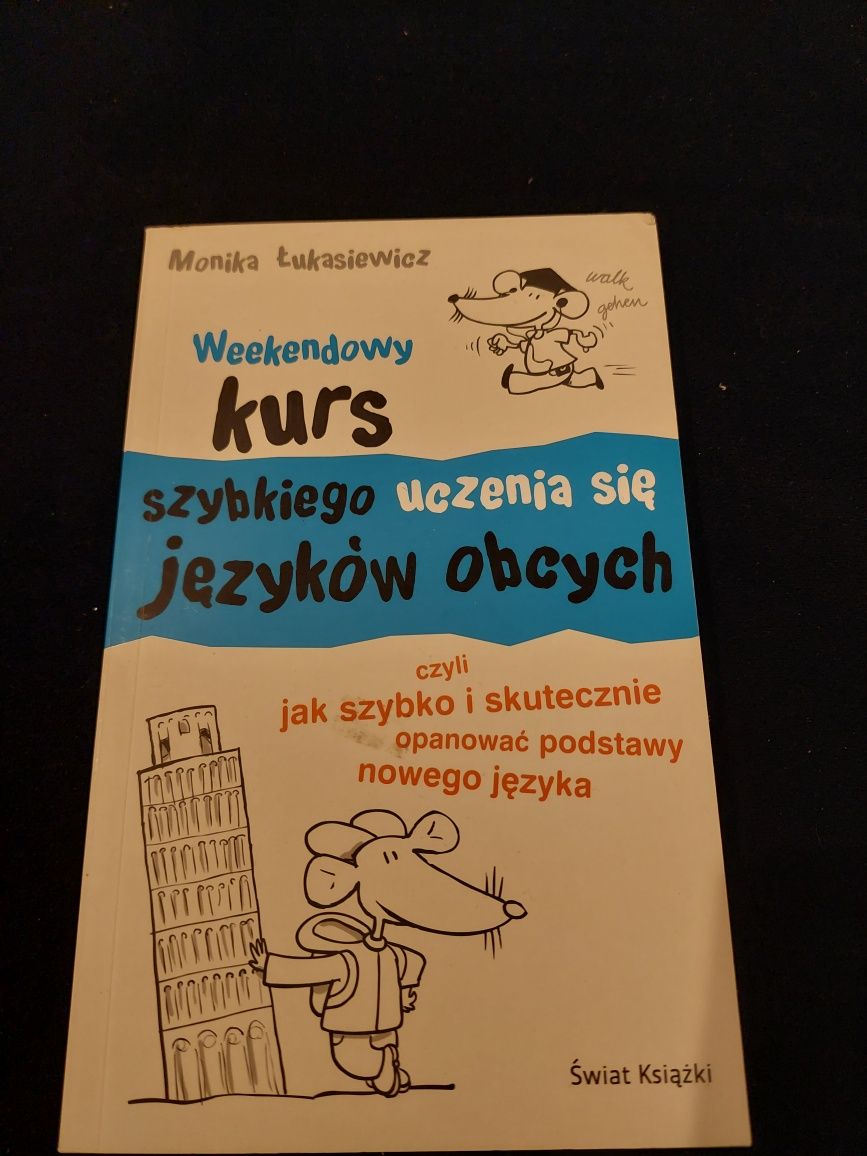 Monika Łukasiewicz
walk
gehen
Weekendowy
kurs
szybkiego uczenia się
języków obcych
czyli
jak szybko i skutecznie
opanować podstawy
nowego języka
Świat Książki